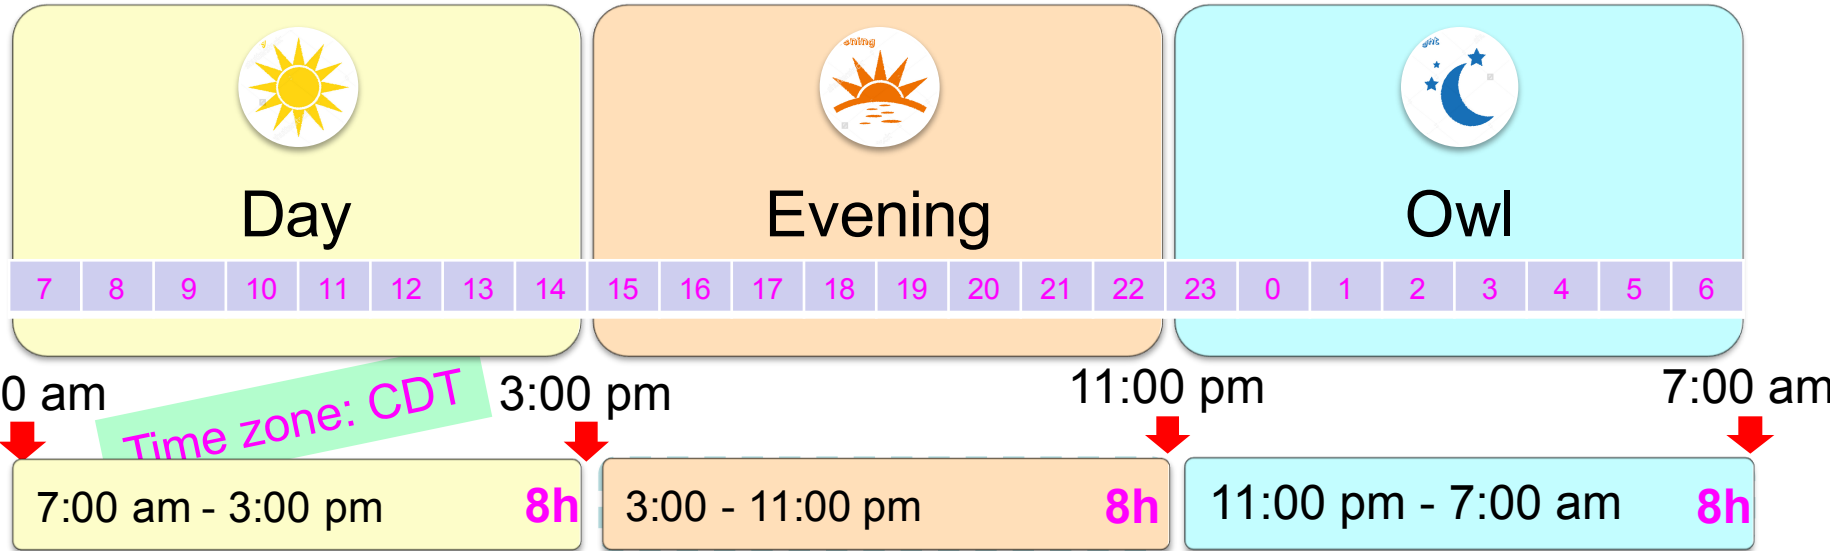 Day
Evening
Owl
7 8 9 10 11 12 13 14 15 16 17 18 19 20 21 22 23 0 1 2 3 4 5 6
0 am
Time zone: CDT
3:00 pm
11:00 pm
7:00 am
7:00 am - 3:00 pm 8h
3:00 - 11:00 pm 8h
11:00 pm - 7:00 am 8h